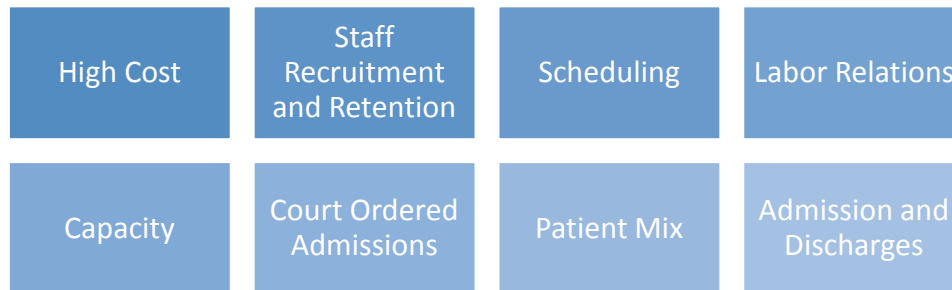 High Cost
Staff
Recruitment
and Retention
Scheduling
Labor Relations
Capacity
Court Ordered
Admissions
Patient Mix
Admission and
Discharges